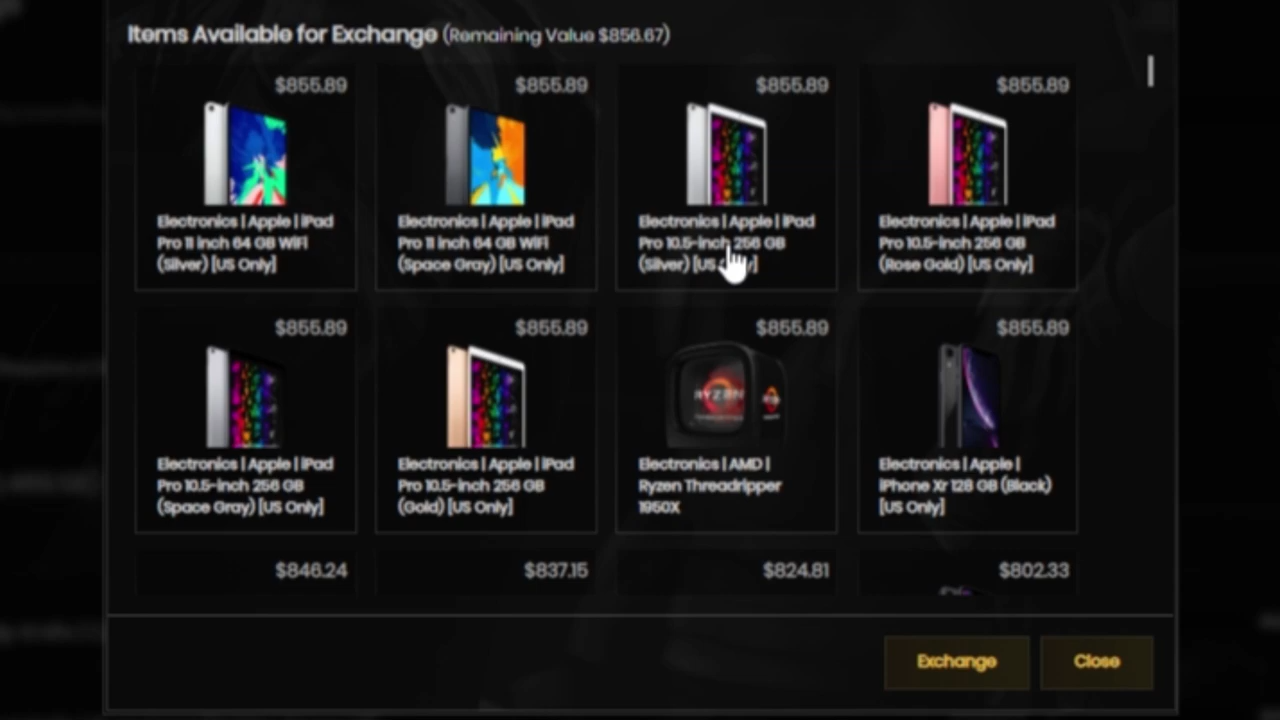 Items Available for Exchange (Remaining Value $856.67)
$855.89
$855.89
$855.89
$855.89
Electronics | Apple | iPad
Pro 11 inch 64 GB WiFi
(Silver) [US Only]
Electronics | Apple | iPad
Pro 11 inch 64 GB WiFi
(Space Gray) [US Only]
Electronics | Apple | iPad
Pro 10.5-inch 256 GB
(Silver) [US
Electronics | Apple | iPad
Pro 10.5-inch 256 GB
(Rose Gold) [US Only]
$855.89
$855.89
$855.89
$855.89
RYZEN
Electronics | Apple | iPad
Pro 10.5-inch 256 GB
(Space Gray) [US Only]
Electronics | Apple | iPad
Pro 10.5-inch 256 GB
(Gold) [US Only]
Electronics | AMD |
Ryzen Threadripper
1950X
Electronics | Apple |
iPhone Xr 128 GB (Black)
[US Only]
$846.24
$837.15
$824.81
$802.33
Exchange
Close